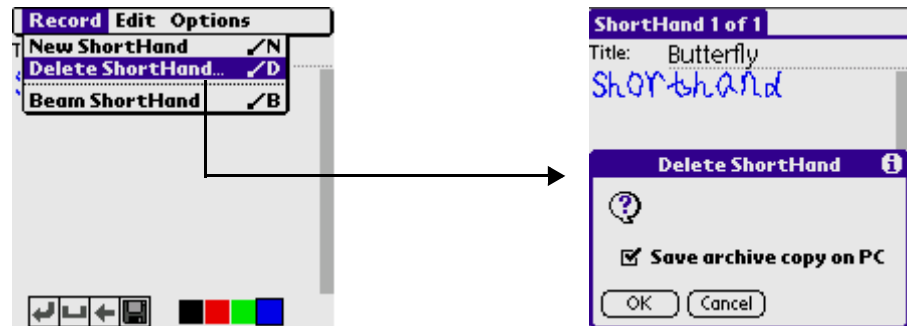 Record Edit Options
New ShortHand /N
Delete ShortHand... /D
Beam ShortHand /B
ShortHand 1 of 1
Title: Butterfly
Shorthand
Delete ShortHand
Save archive copy on PC
OK Cancel